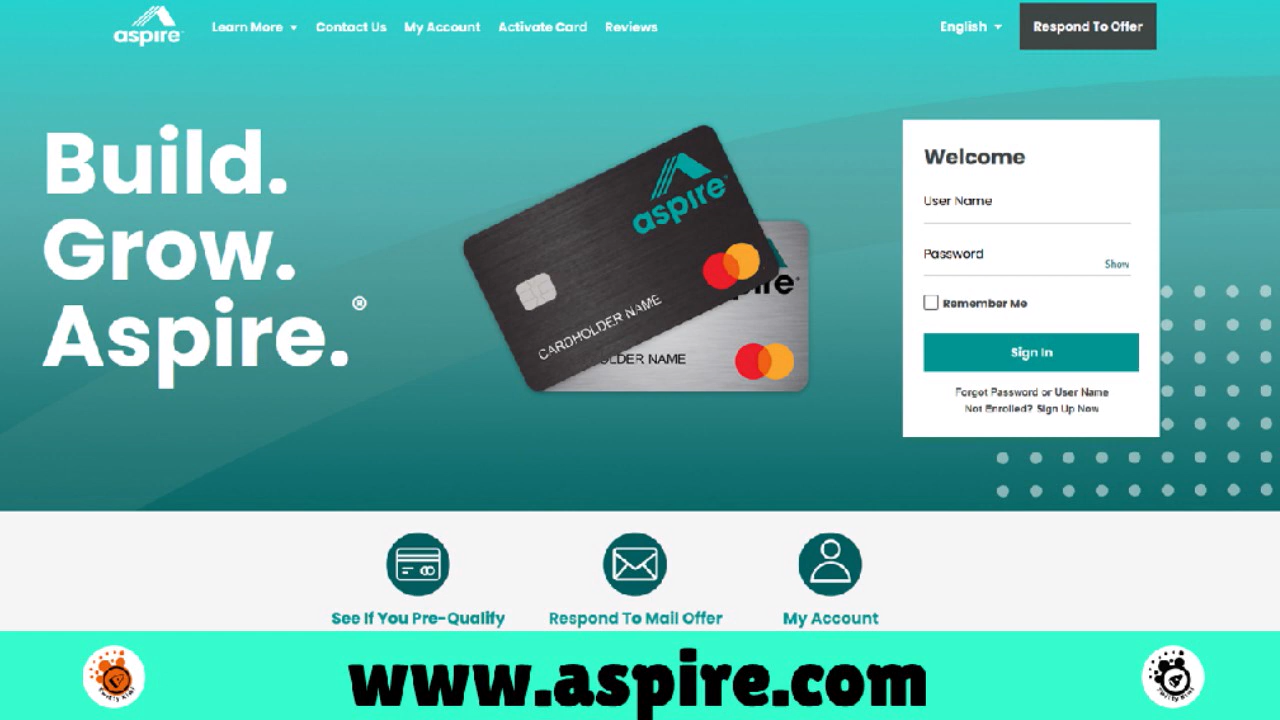 aspire
Learn More
Contact Us
My Account
Activate Card
Reviews
English
Respond To Offer
Build.
Grow.
Aspire.®
aspire
CARDHOLDER NAME
Welcome
User Name
Password
Show
Remember Me
Sign In
Forgot Password or User Name
Not Enrolled? Sign Up Now
See If You Pre-Qualify
Respond To Mail Offer
My Account
www.aspire.com